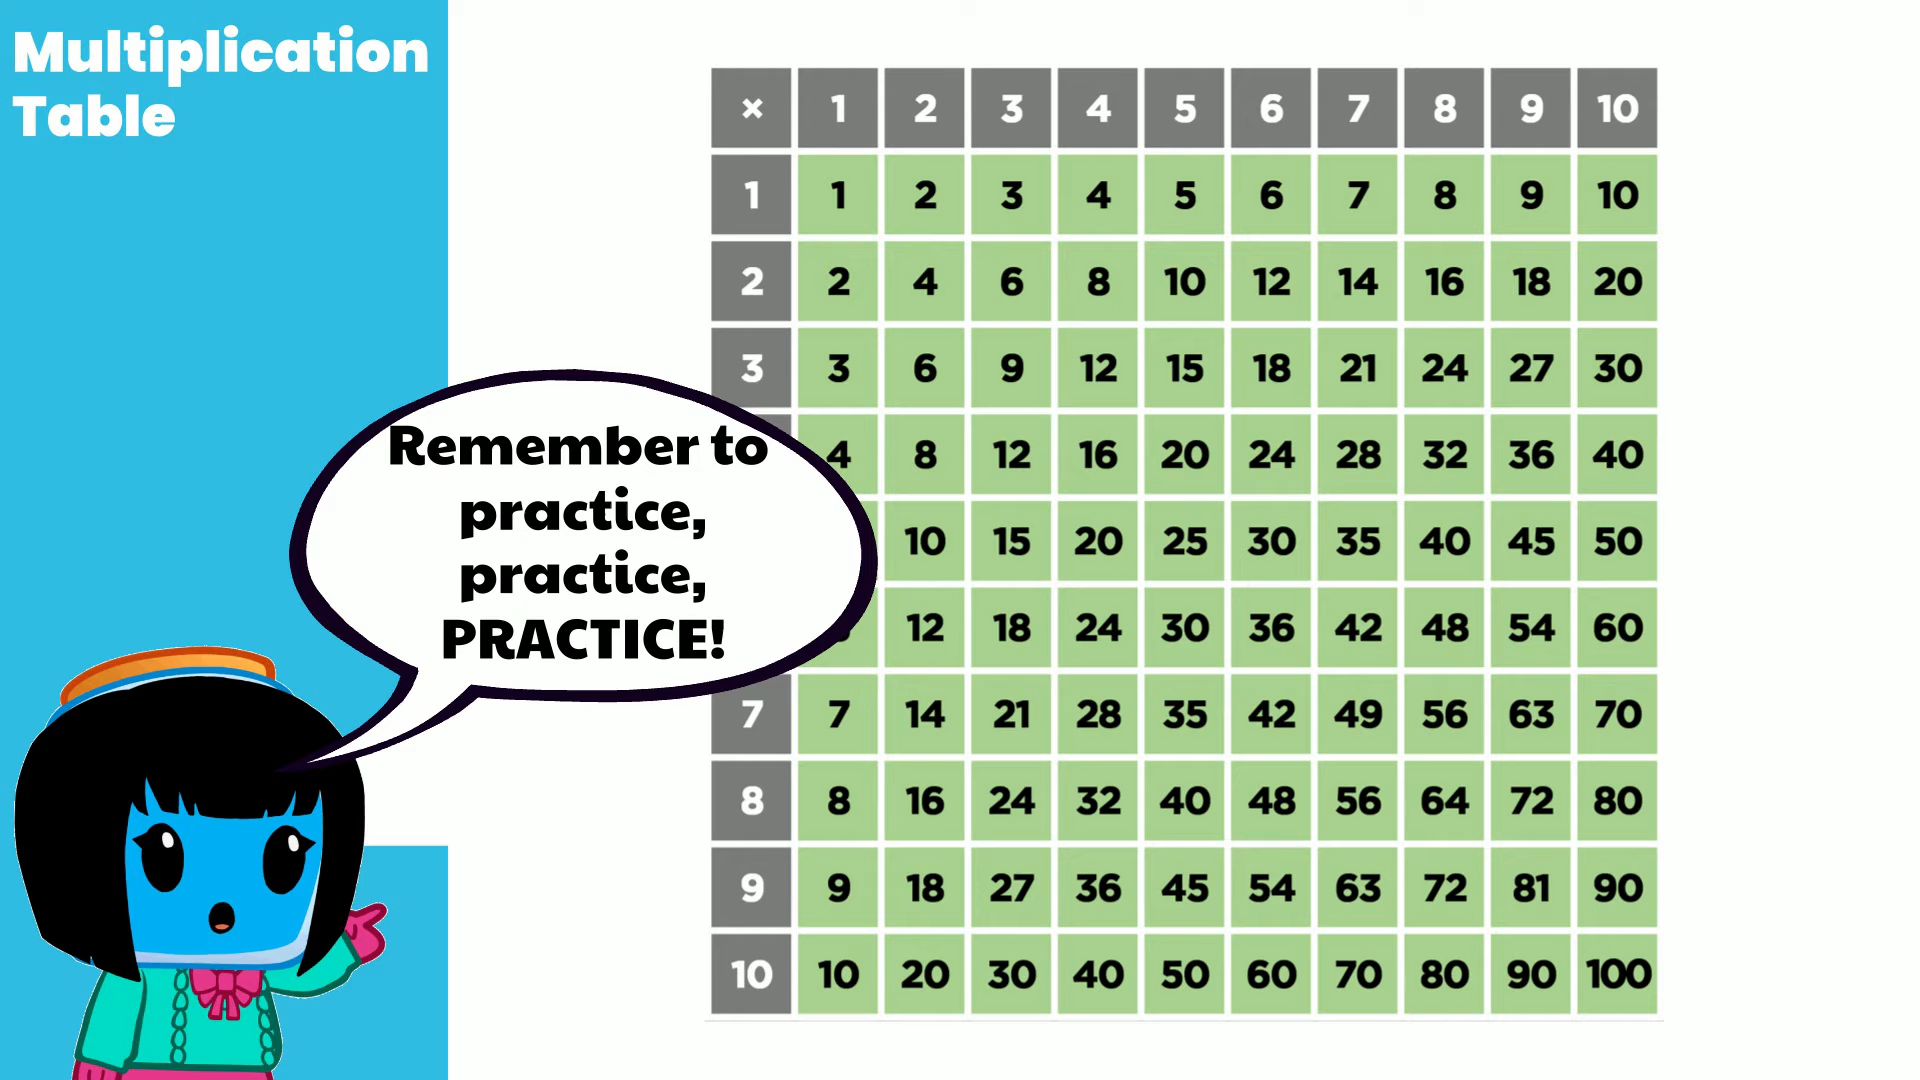 Multiplication
Table
× 1 2 3 4 5 6 7 8 9 10
1 1 2 3 4 5 6 7 8 9 10
2 2 4 6 8 10 12 14 16 18 20
3 3 6 9 12 15 18 21 24 27 30
4 8 12 16 20 24 28 32 36 40
10 15 20 25 30 35 40 45 50
12 18 24 30 36 42 48 54 60
7 7 14 21 28 35 42 49 56 63 70
8 8 16 24 32 40 48 56 64 72 80
9 9 18 27 36 45 54 63 72 81 90
10 10 20 30 40 50 60 70 80 90 100
Remember to
practice,
practice,
PRACTICE!